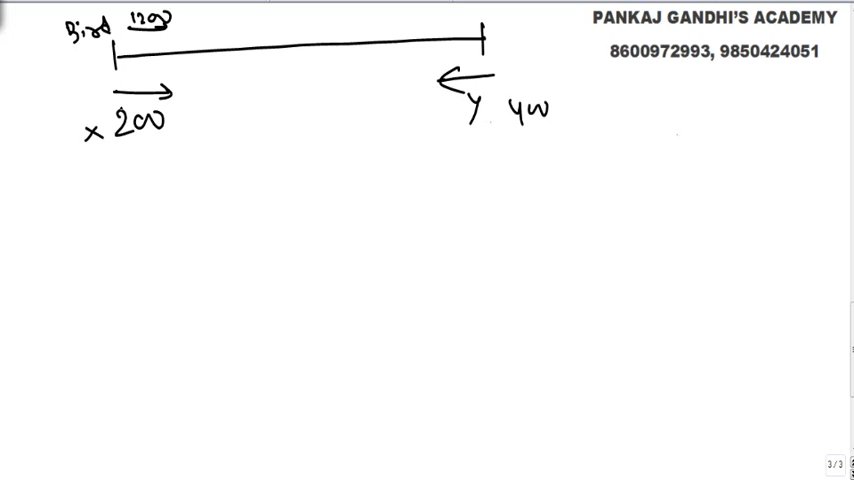 Bird 1200
PANKAJ GANDHI'S ACADEMY
8600972993, 9850424051
x 200
y 400
3/3